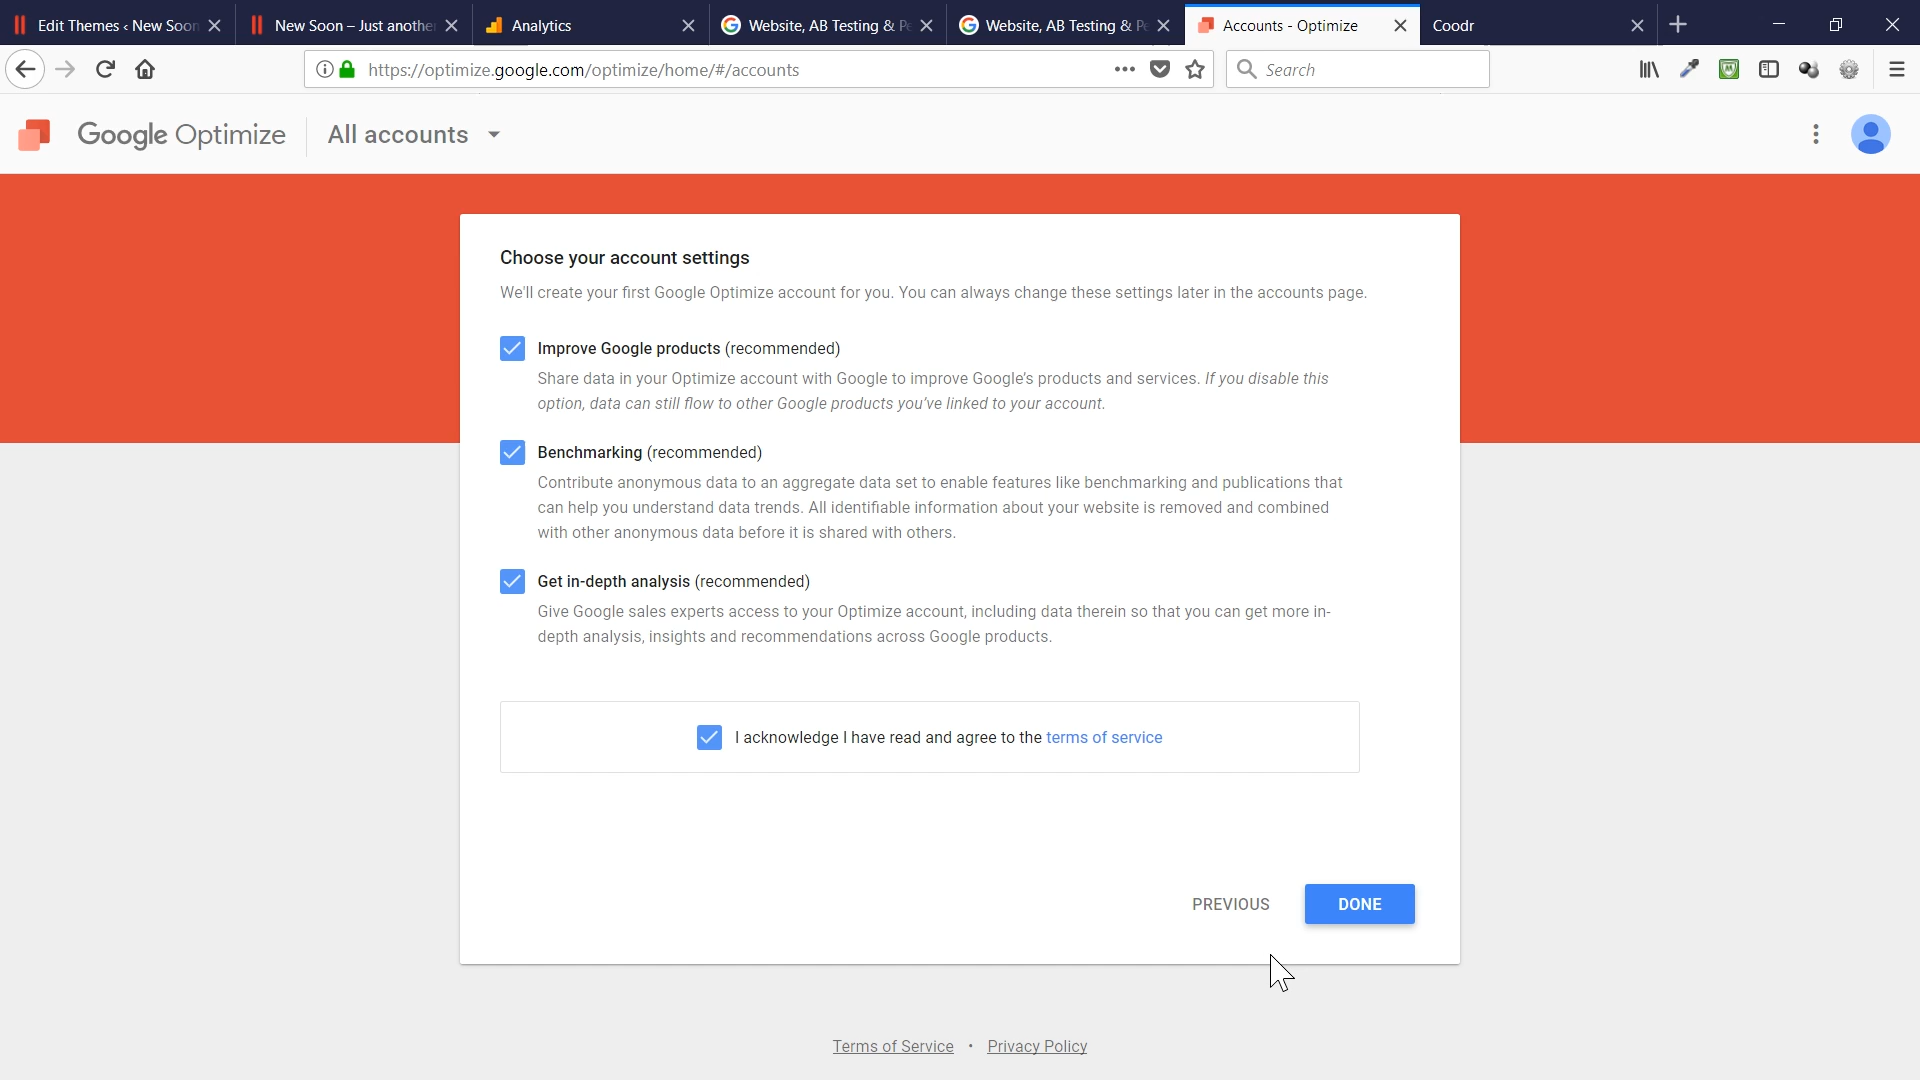 Edit Themes ‹ New Soon
New Soon – Just another
Analytics
Website, AB Testing & Pe
Website, AB Testing & Pe
Accounts - Optimize
Coodr
https://optimize.google.com/optimize/home/#/accounts
Search
Google Optimize
All accounts
Choose your account settings
We'll create your first Google Optimize account for you. You can always change these settings later in the accounts page.
Improve Google products (recommended)
Share data in your Optimize account with Google to improve Google's products and services. If you disable this
option, data can still flow to other Google products you've linked to your account.
Benchmarking (recommended)
Contribute anonymous data to an aggregate data set to enable features like benchmarking and publications that
can help you understand data trends. All identifiable information about your website is removed and combined
with other anonymous data before it is shared with others.
Get in-depth analysis (recommended)
Give Google sales experts access to your Optimize account, including data therein so that you can get more in-
depth analysis, insights and recommendations across Google products.
I acknowledge I have read and agree to the terms of service
PREVIOUS
DONE
Terms of Service • Privacy Policy